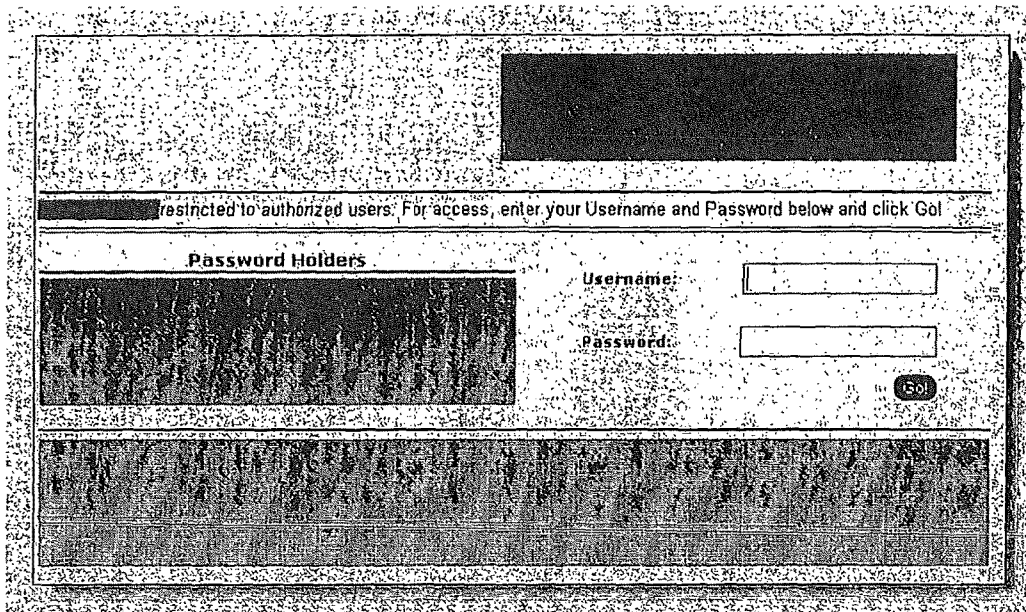 restricted to authorized users. For access, enter your Username and Password below and click Go!
Password Holders
Username:
Password:
Go!